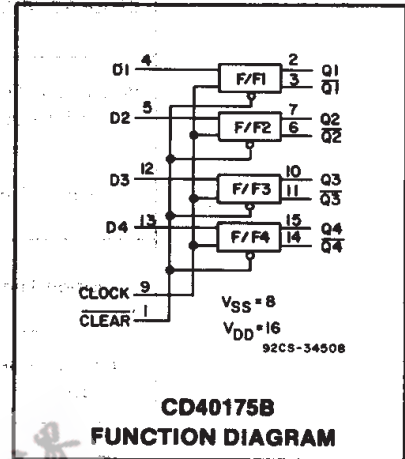 D1 4 F/F1 2 Q1
3 Q1
D2 5 F/F2 7 Q2
6 Q2
D3 12 F/F3 10 Q3
11 Q3
D4 13 F/F4 15 Q4
14 Q4
CLOCK 9
CLEAR 1
VSS = 8
VDD = 16
92CS-34508
CD40175B
FUNCTION DIAGRAM